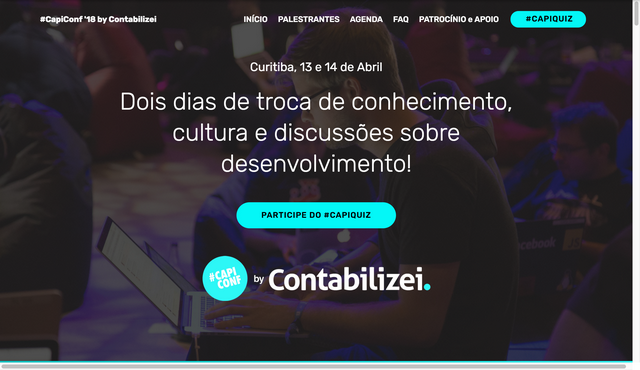 #CapiConf'18 by Contabilizei
INÍCIO PALESTRANTES AGENDA FAQ PATROCÍNIO e APOIO #CAPIQUIZ
Curitiba, 13 e 14 de Abril
Dois dias de troca de conhecimento,
cultura e discussões sobre
desenvolvimento!
PARTICIPE DO #CAPIQUIZ
#CAPI
CONF
by Contabilizei.
facebook